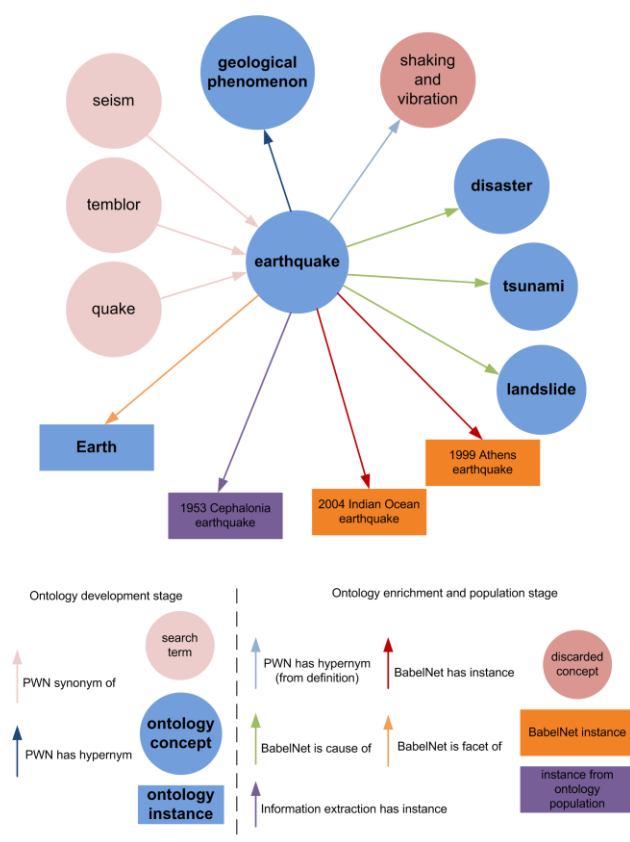 geological
phenomenon
shaking
and
vibration
seism
disaster
temblor
earthquake
tsunami
quake
landslide
Earth
1999 Athens
earthquake
1953 Cephalonia
earthquake
2004 Indian Ocean
earthquake
Ontology development stage
Ontology enrichment and population stage
search
term
PWN synonym of
PWN has hypernym
(from definition)
BabelNet has instance
discarded
concept
ontology
concept
PWN has hypernym
BabelNet is cause of
BabelNet is facet of
BabelNet instance
ontology
instance
Information extraction has instance
instance from
ontology
population